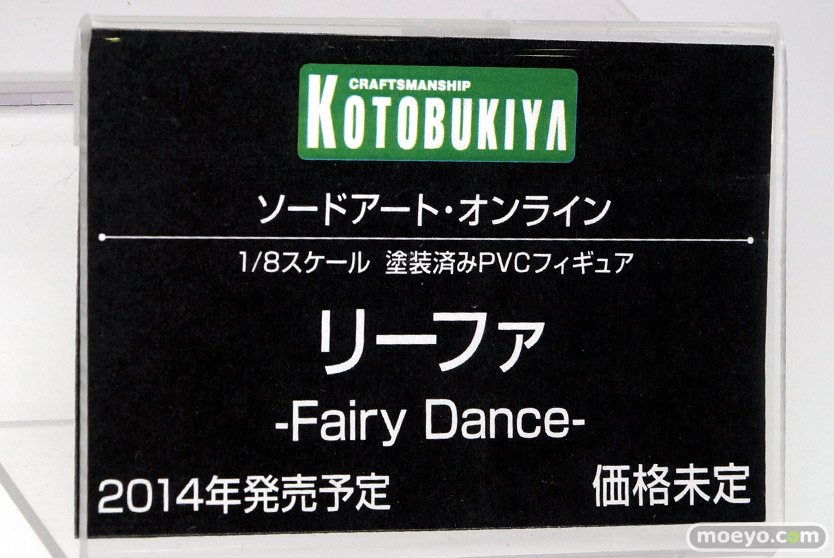 CRAFTSMANSHIP
KOTOBUKIYA
ソードアート・オンライン
1/8スケール 塗装済みPVCフィギュア
リーファ
-Fairy Dance-
2014年発売予定 価格未定
moeyo.com